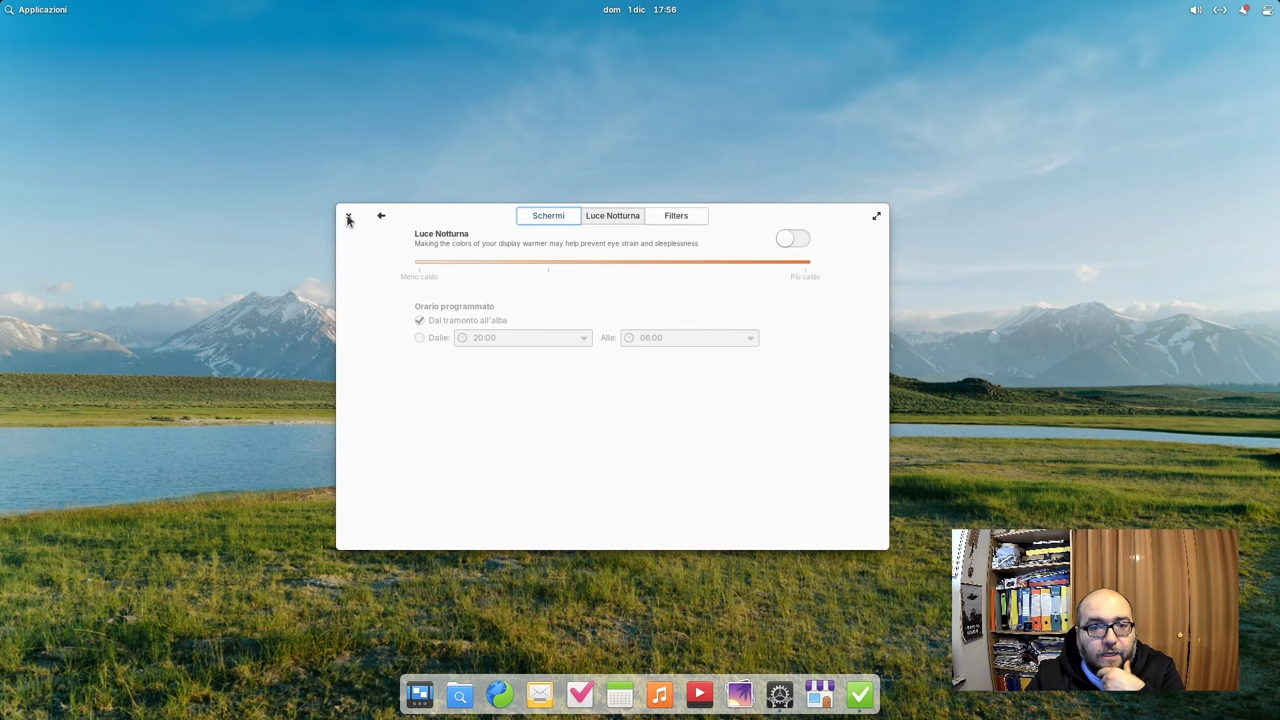 Applicazioni
dom 1 dic 17:56
Schermi Luce Notturna Filters
Luce Notturna
Making the colors of your display warmer may help prevent eye strain and sleeplessness
Meno caldo Più caldo
Orario programmato
Dal tramonto all'alba
Dalle: 20:00 Alle: 06:00